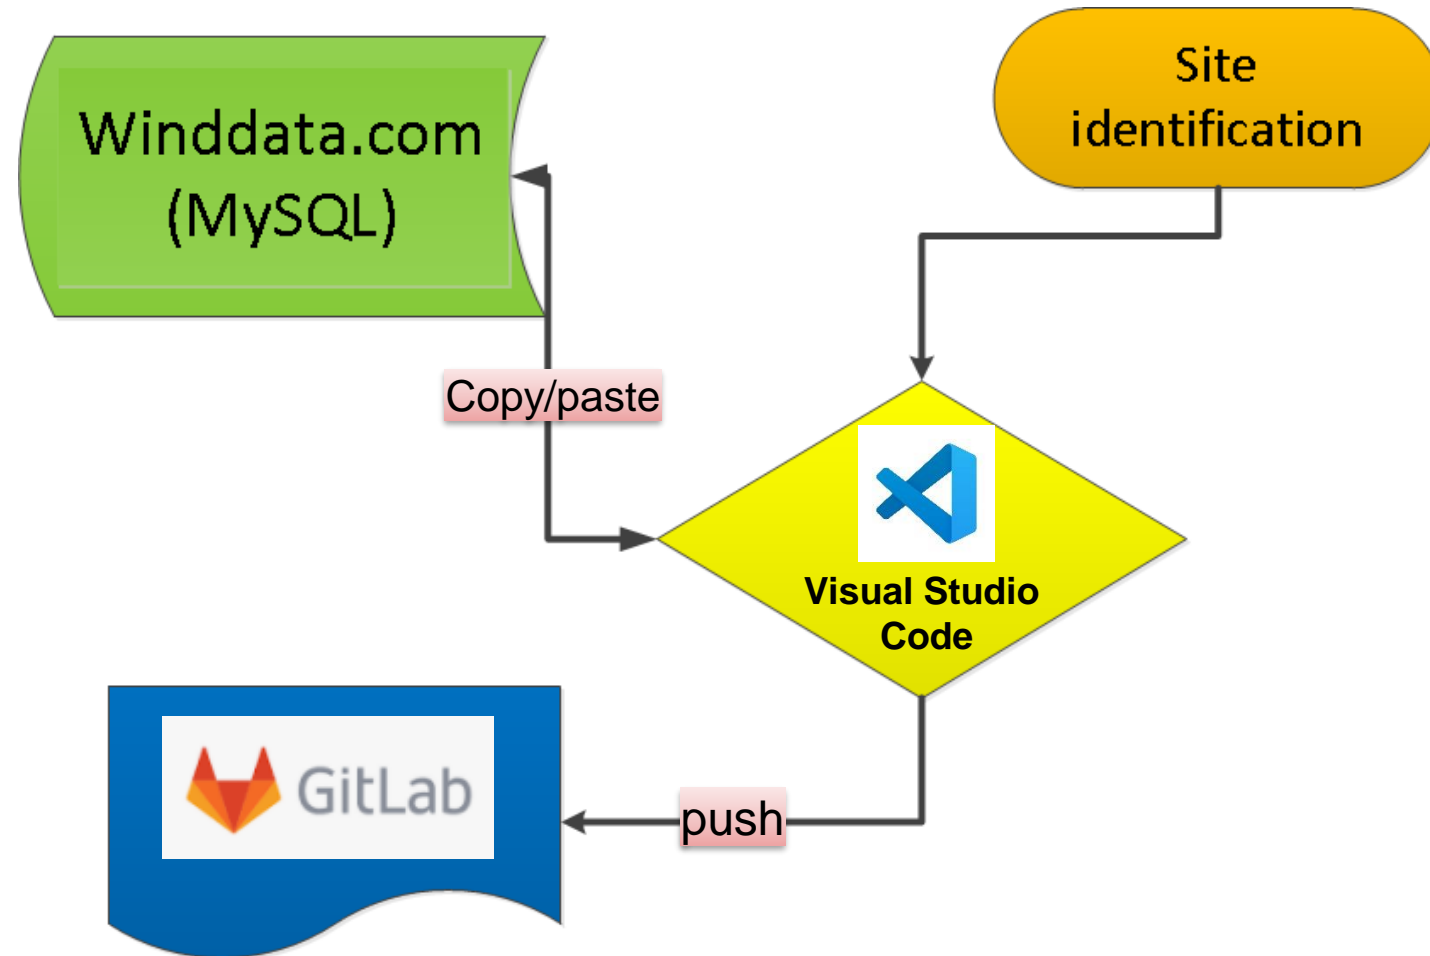 Winddata.com
(MySQL)
Site
identification
Copy/paste
Visual Studio
Code
GitLab
push